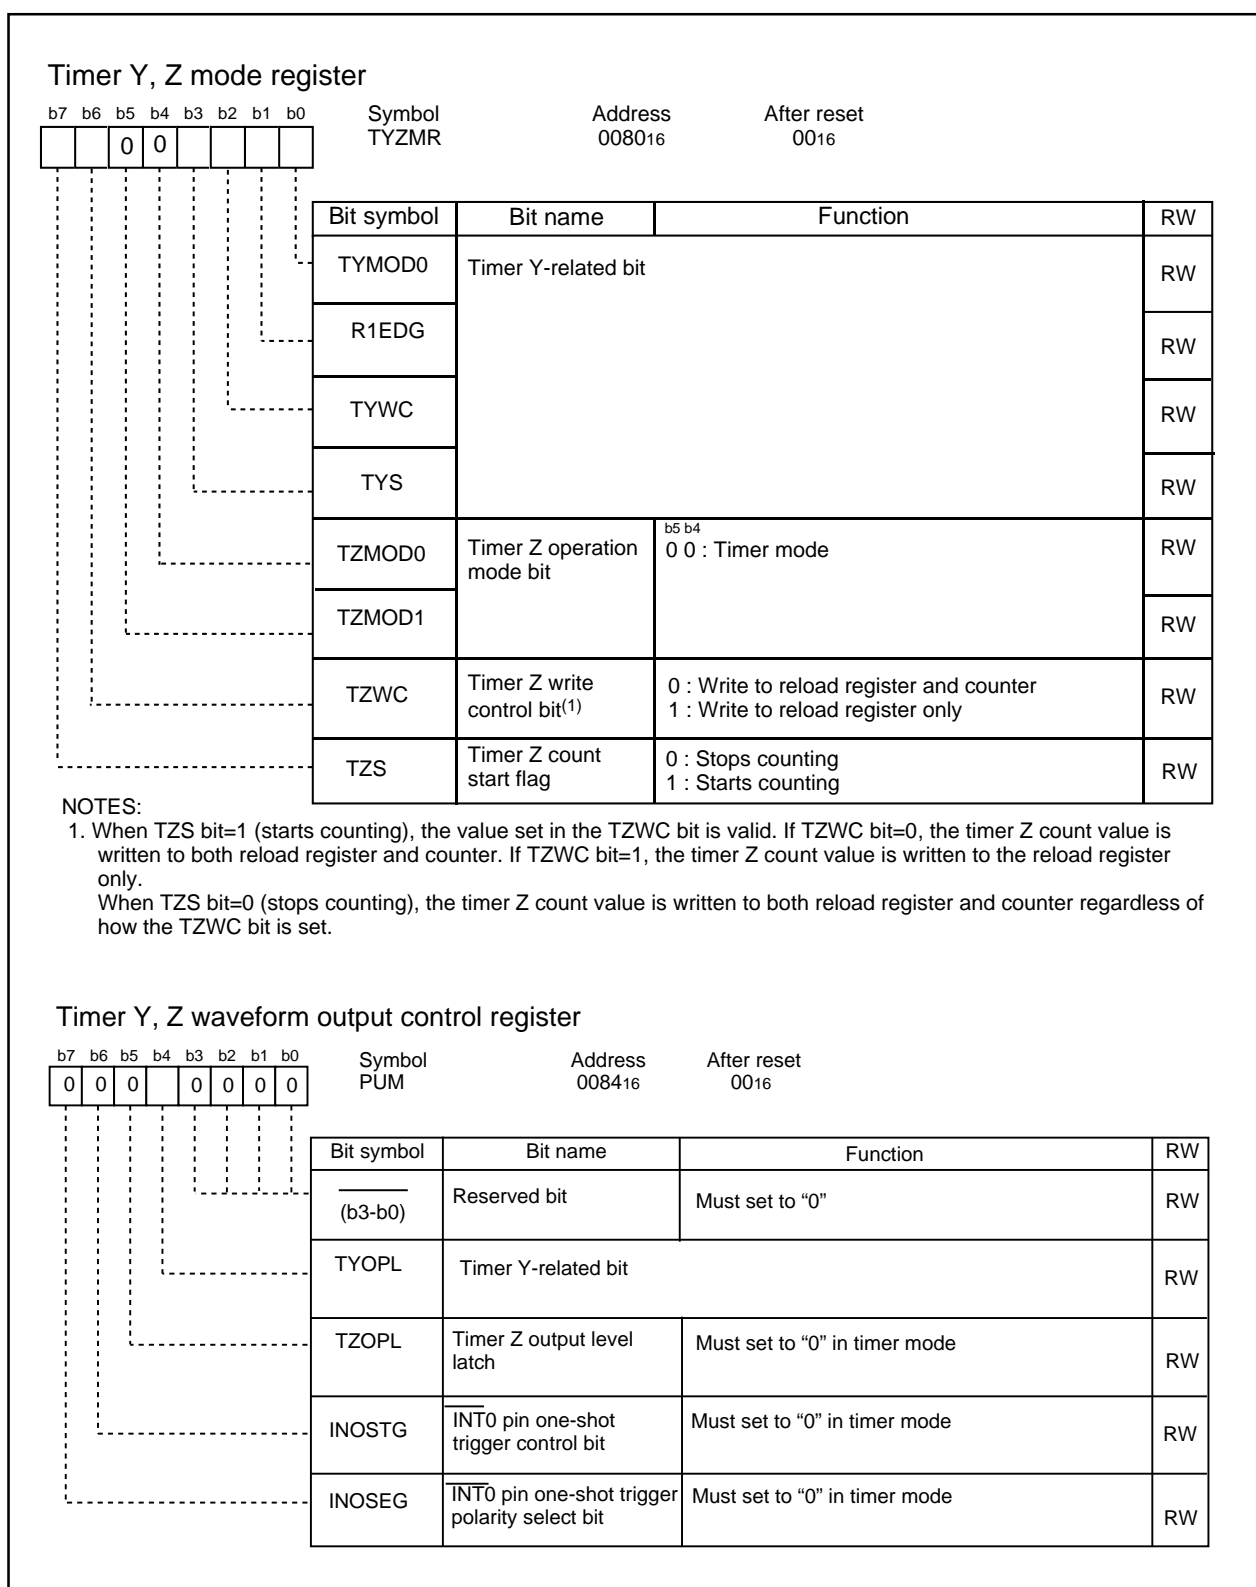 Timer Y, Z mode register
b7 b6 b5 b4 b3 b2 b1 b0
Symbol Address After reset
TYZMR 008016 0016
0 0
Bit symbol Bit name Function RW
TYMOD0 Timer Y-related bit RW
R1EDG RW
TYWC RW
TYS RW
b5 b4
TZMOD0 Timer Z operation mode bit 0 0 : Timer mode RW
TZMOD1 RW
TZWC Timer Z write control bit(1) 0 : Write to reload register and counter RW
1 : Write to reload register only
TZS Timer Z count start flag 0 : Stops counting RW
1 : Starts counting
NOTES:
1. When TZS bit=1 (starts counting), the value set in the TZWC bit is valid. If TZWC bit=0, the timer Z count value is
written to both reload register and counter. If TZWC bit=1, the timer Z count value is written to the reload register
only.
When TZS bit=0 (stops counting), the timer Z count value is written to both reload register and counter regardless of
how the TZWC bit is set.
Timer Y, Z waveform output control register
b7 b6 b5 b4 b3 b2 b1 b0
Symbol Address After reset
PUM 008416 0016
0 0 0 0 0 0 0
Bit symbol Bit name Function RW
(b3-b0) Reserved bit Must set to “0” RW
TYOPL Timer Y-related bit RW
TZOPL Timer Z output level latch Must set to “0” in timer mode RW
INOSTG INT0 pin one-shot trigger control bit Must set to “0” in timer mode RW
INOSEG INT0 pin one-shot trigger polarity select bit Must set to “0” in timer mode RW